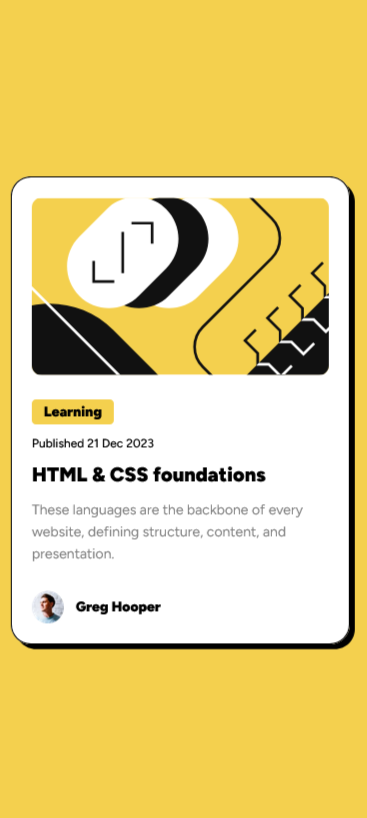 Learning
Published 21 Dec 2023
HTML & CSS foundations
These languages are the backbone of every
website, defining structure, content, and
presentation.
Greg Hooper